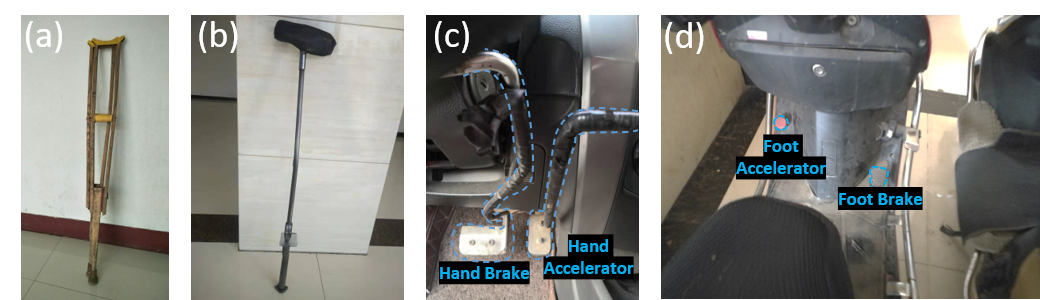 (a)
(b)
(c)
(d)
Hand Brake
Hand
Accelerator
Foot
Accelerator
Foot Brake